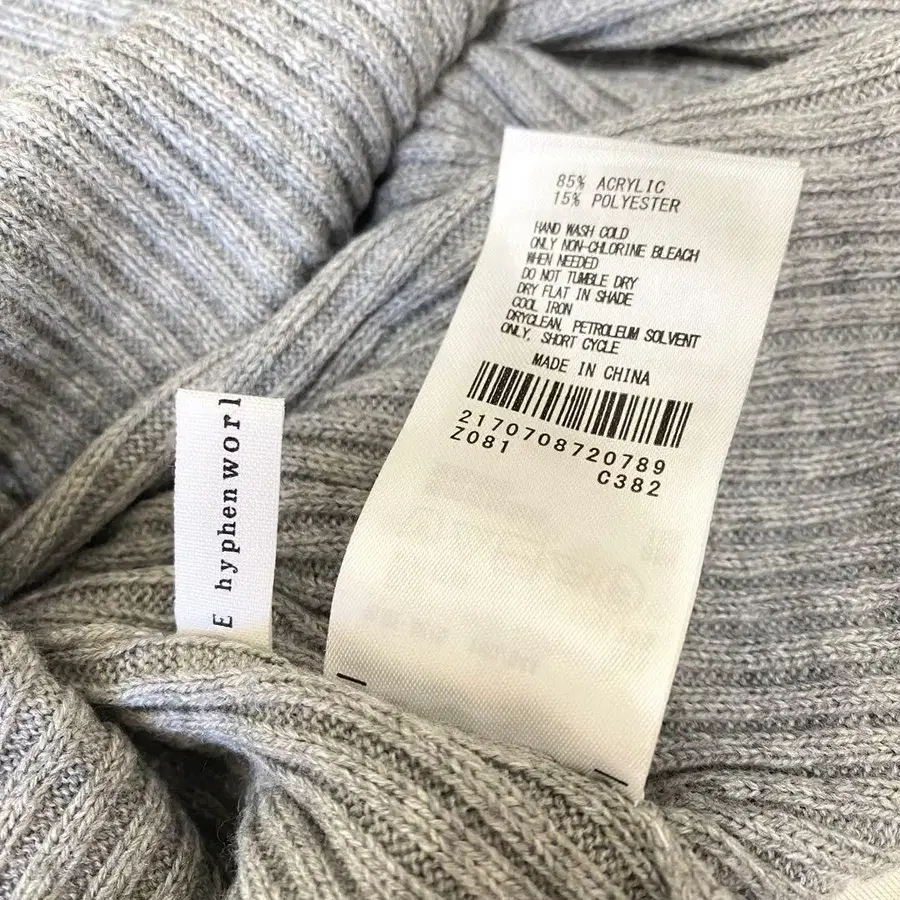 85% ACRYLIC
15% POLYESTER
HAND WASH COLD
ONLY NON-CHLORINE BLEACH
WHEN NEEDED
DO NOT TUMBLE DRY
DRY FLAT IN SHADE
COOL IRON
DRYCLEAN, PETROLEUM SOLVENT
ONLY, SHORT CYCLE
MADE IN CHINA
2170708720789
Z081
C382
E hyphenworl